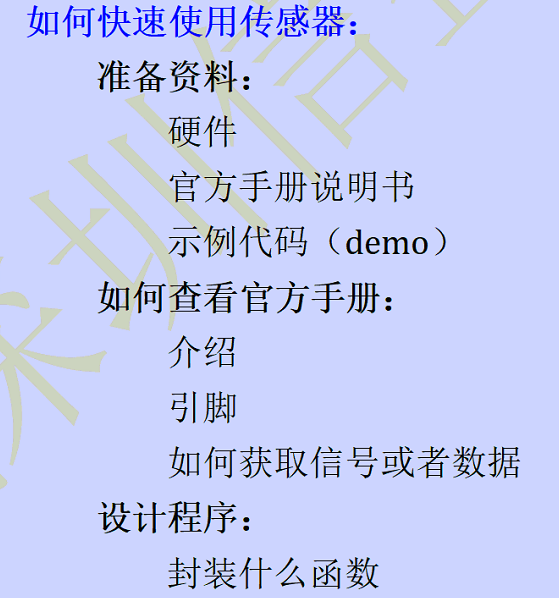 如何快速使用传感器：
准备资料：
硬件
官方手册说明书
示例代码（demo）
如何查看官方手册：
介绍
引脚
如何获取信号或者数据
设计程序：
封装什么函数
深圳信